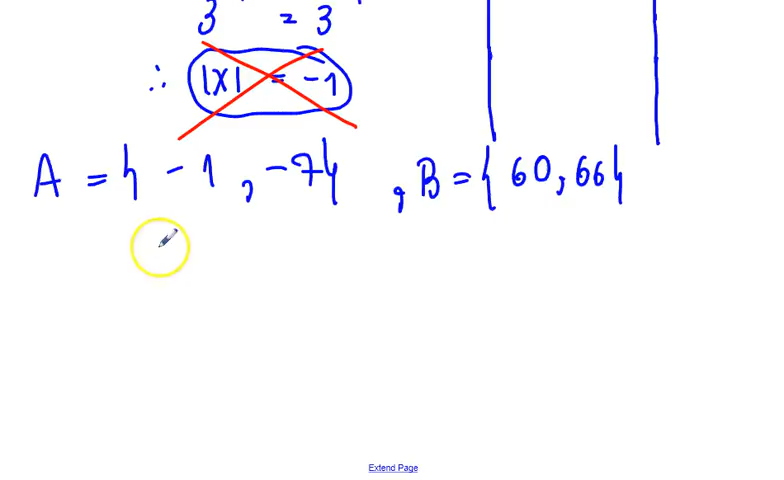 3 = 3
∴ |X| = -1
A = { -1, -7}, B = { 60, 66}
Extend Page